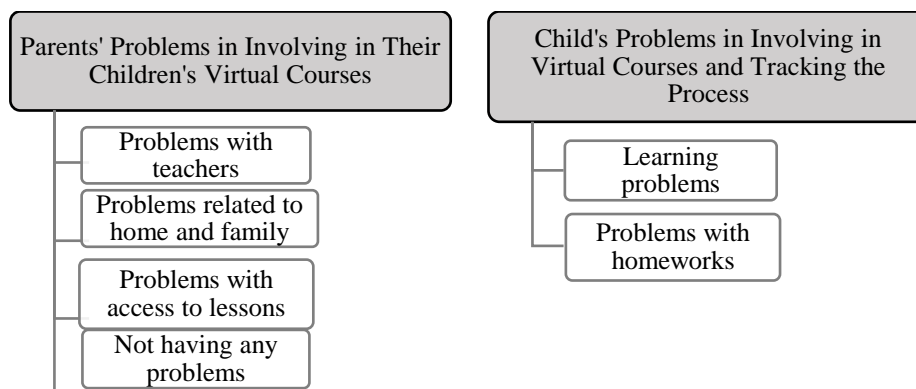 Parents' Problems in Involving in Their
Children's Virtual Courses
Problems with
teachers
Problems related to
home and family
Problems with
access to lessons
Not having any
problems
Child's Problems in Involving in
Virtual Courses and Tracking the
Process
Learning
problems
Problems with
homeworks